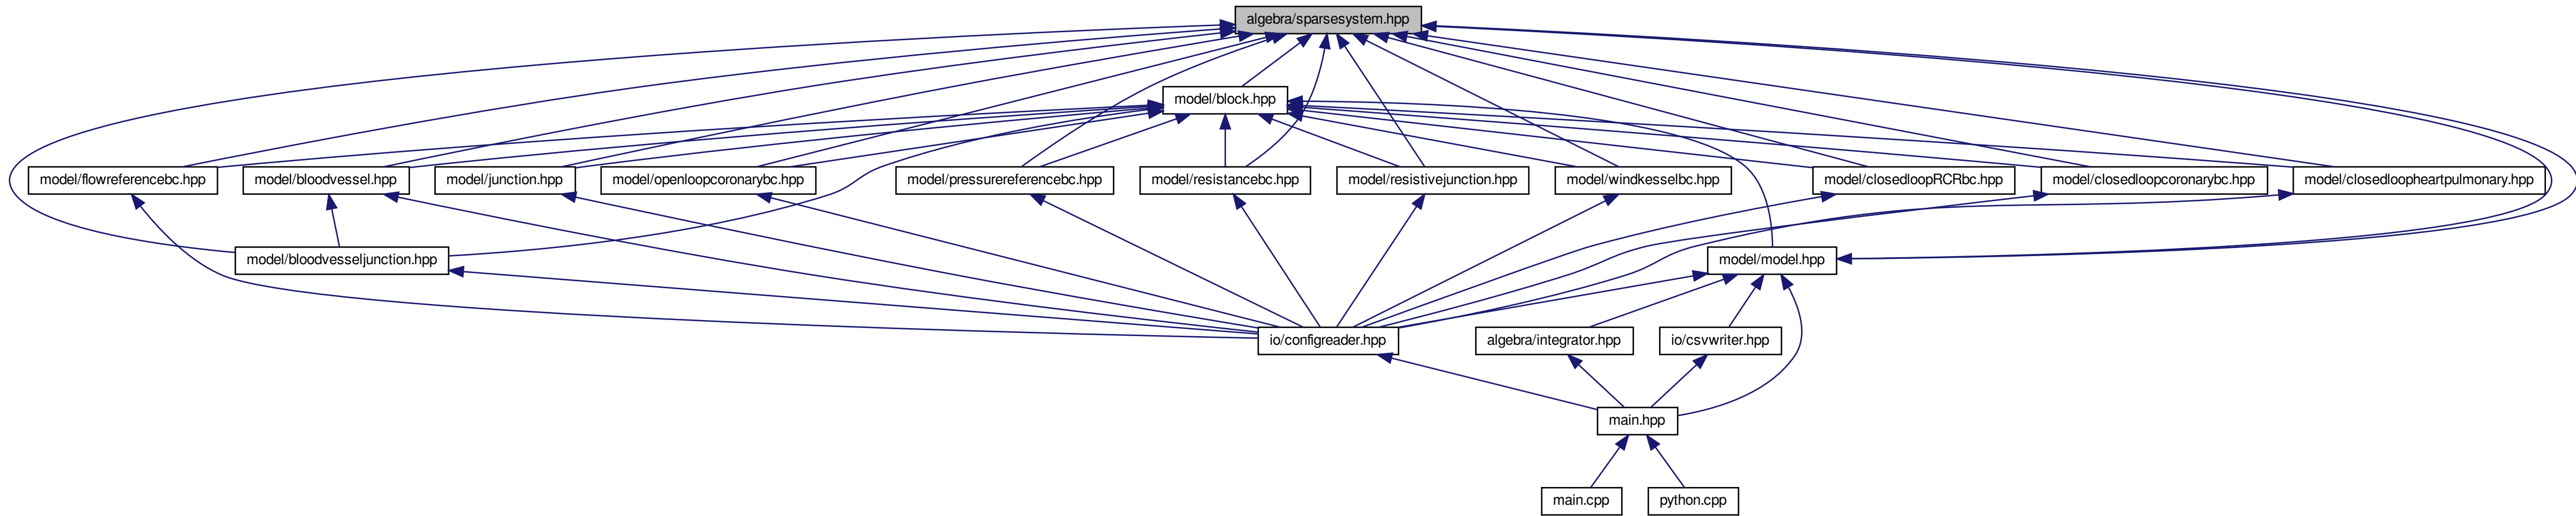 algebra/sparsesystem.hpp
model/block.hpp
model/flowreferencebc.hpp
model/bloodvessel.hpp
model/junction.hpp
model/openloopcoronarybc.hpp
model/pressurereferencebc.hpp
model/resistancebc.hpp
model/resistivejunction.hpp
model/windkesselbc.hpp
model/closedloopRCRbc.hpp
model/closedloopcoronarybc.hpp
model/closedloopheartpulmonary.hpp
model/bloodvesseljunction.hpp
model/model.hpp
io/configreader.hpp
algebra/integrator.hpp
io/csvwriter.hpp
main.hpp
main.cpp
python.cpp